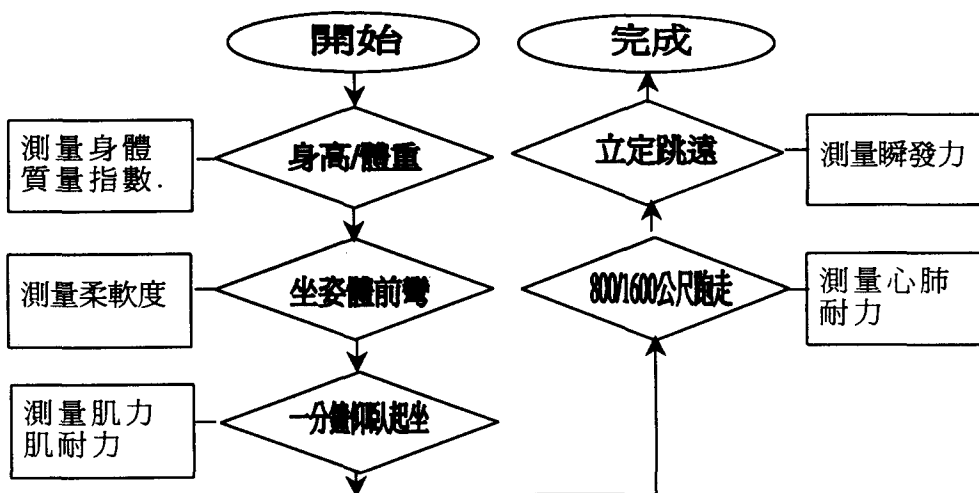 開始
完成
測量身體
質量指數.
身高/體重
立定跳遠
測量瞬發力
測量柔軟度
坐姿體前彎
800/1600公尺跑走
測量心肺
耐力
測量肌力
肌耐力
一分鐘仰臥起坐